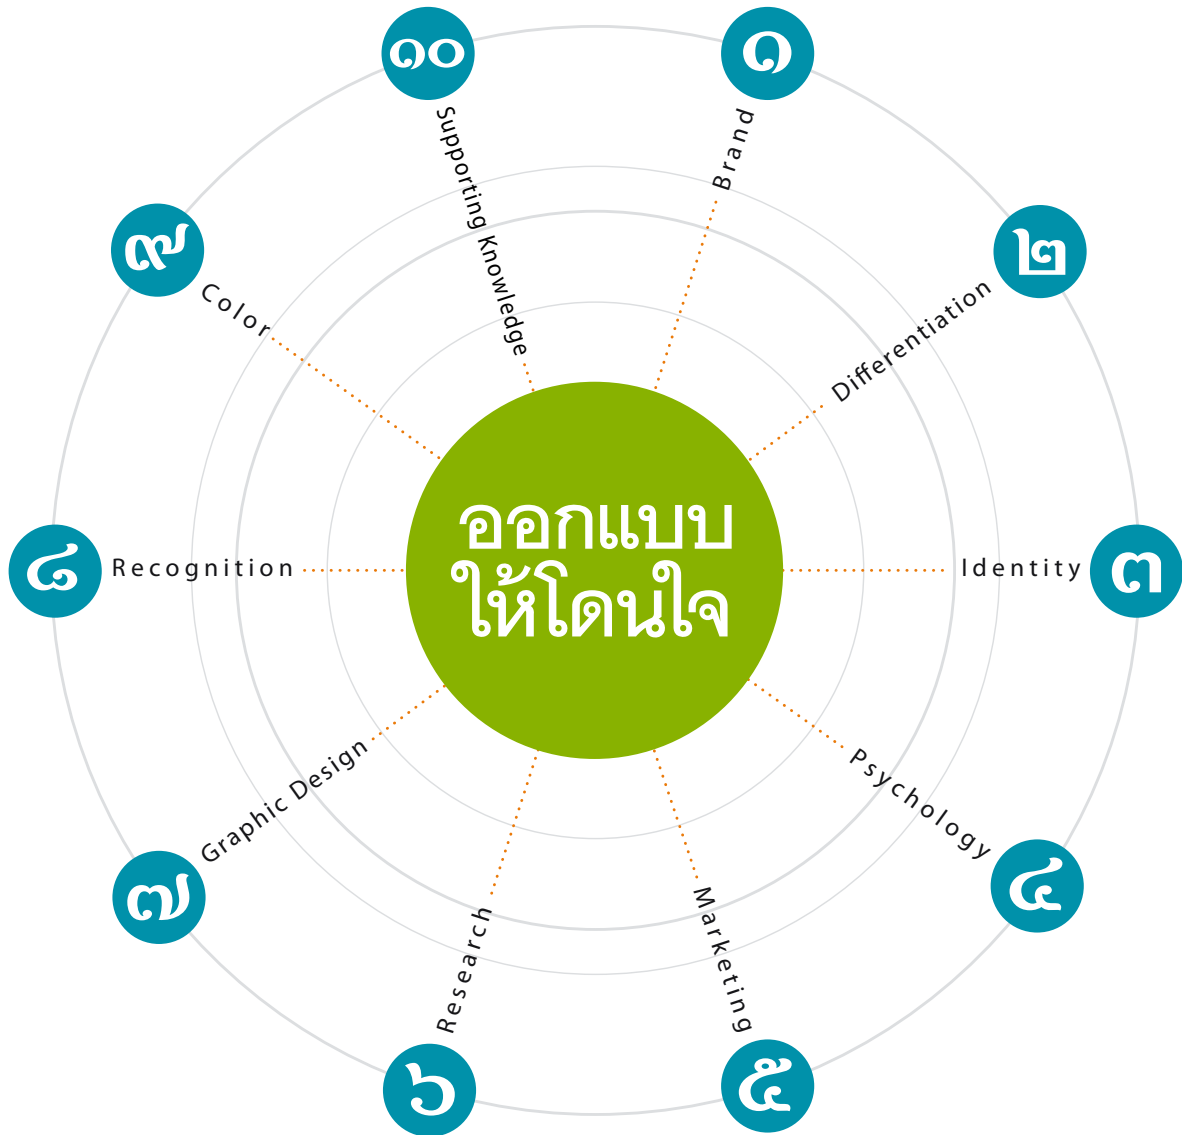 ออกแบบ
ให้โดนใจ
๑
Brand
๒
Differentiation
๓
Identity
๔
Psychology
๕
Marketing
๖
Research
๗
Graphic Design
๘
Recognition
๙
Color
๑๐
Supporting Knowledge